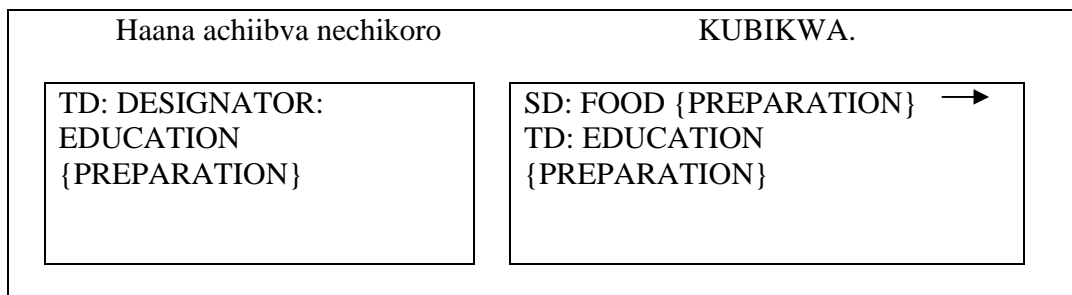 Haana achiibva nechikoro KUBIKWA.
TD: DESIGNATOR:
EDUCATION
{PREPARATION}
SD: FOOD {PREPARATION} →
TD: EDUCATION
{PREPARATION}